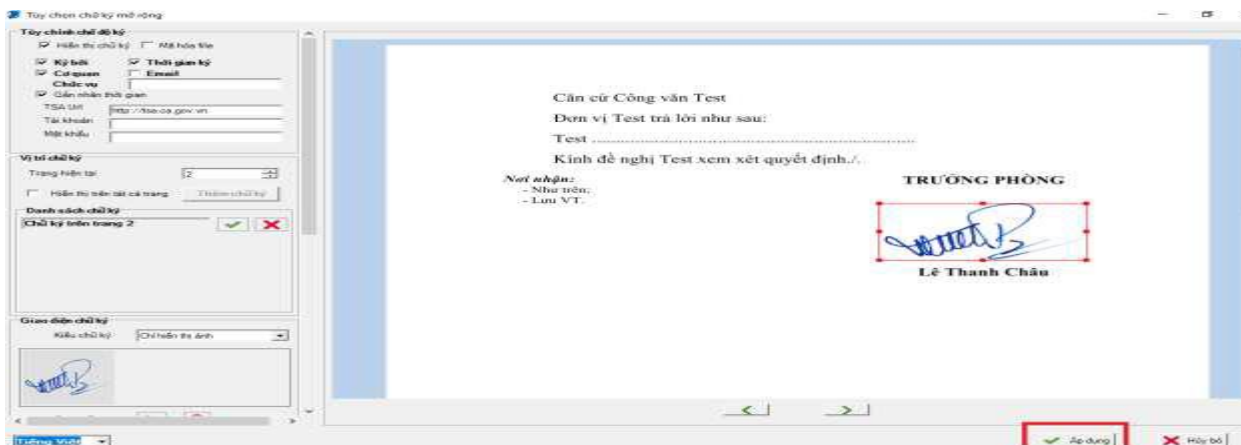 Tùy chọn chữ ký mở rộng
Tùy chỉnh chế độ ký
Hiển thị chữ ký Mã hóa file
Ký bởi Thời gian ký
Cơ quan Email
Chức vụ
Gắn nhãn thời gian
TSA Url http://tsa.ca.gov.vn
Tài khoản
Mật khẩu
Vị trí chữ ký
Trang hiện tại 2
Hiển thị trên tất cả trang Thêm chữ ký
Danh sách chữ ký
Chữ ký trên trang 2
Giao diện chữ ký
Kiểu chữ ký Chỉ hiển thị ảnh
Tiếng Việt
Căn cứ Công văn Test
Đơn vị Test trả lời như sau:
Test ........................................................................
Kính đề nghị Test xem xét quyết định./.
Nơi nhận:
- Như trên;
- Lưu VT.
TRƯỞNG PHÒNG
Lê Thanh Châu
Áp dụng Hủy bỏ